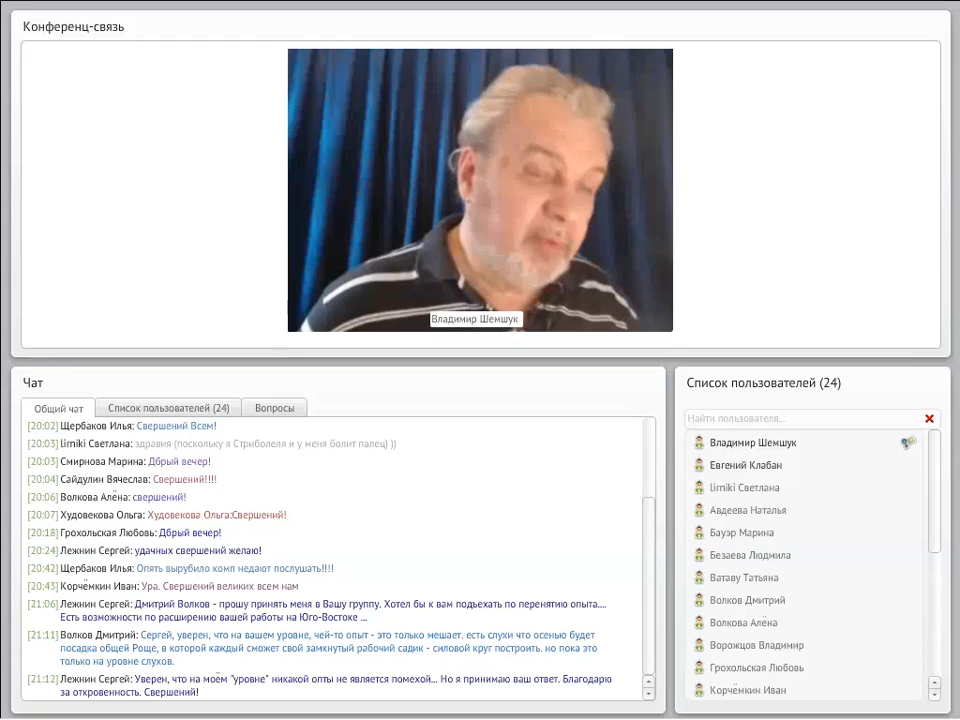 Конференц-связь
Владимир Шемшук
Чат
Общий чат
Список пользователей (24)
Вопросы
[20:02] Щербаков Илья: Свершений Всем!
[20:03] lirniki Светлана: здравия (поскольку я Стриболеля и у меня болит палец) ))
[20:03] Смирнова Марина: Дбрый вечер!
[20:04] Сайдулин Вячеслав: Свершений!!!!
[20:06] Волкова Алёна: свершений!
[20:07] Худовекова Ольга: Худовекова Ольга:Свершений!
[20:18] Грохольская Любовь: Дбрый вечер!
[20:24] Лежнин Сергей: удачных свершений желаю!
[20:42] Щербаков Илья: Опять вырубило комп недают послушать!!!!
[20:43] Корчёмкин Иван: Ура. Свершений великих всем нам
[21:06] Лежнин Сергей: Дмитрий Волков - прошу принять меня в Вашу группу. Хотел бы к вам подъехать по перенятию опыта....
Есть возможности по расширению вашей работы на Юго-Востоке ...
[21:11] Волков Дмитрий: Сергей, уверен, что на вашем уровне, чей-то опыт - это только мешает. есть слухи что осенью будет
посадка общей Роще, в которой каждый сможет свой замкнутый рабочий садик - силовой круг построить. но пока это
только на уровне слухов.
[21:12] Лежнин Сергей: Уверен, что на моём "уровне" никакой опты не является помехой... Но я принимаю ваш ответ. Благодарю
за откровенность. Свершений!
Список пользователей (24)
Найти пользователя...
Владимир Шемшук
Евгений Клабан
lirniki Светлана
Авдеева Наталья
Бауэр Марина
Безаева Людмила
Ватаву Татьяна
Волков Дмитрий
Волкова Алёна
Ворожцов Владимир
Грохольская Любовь
Корчёмкин Иван